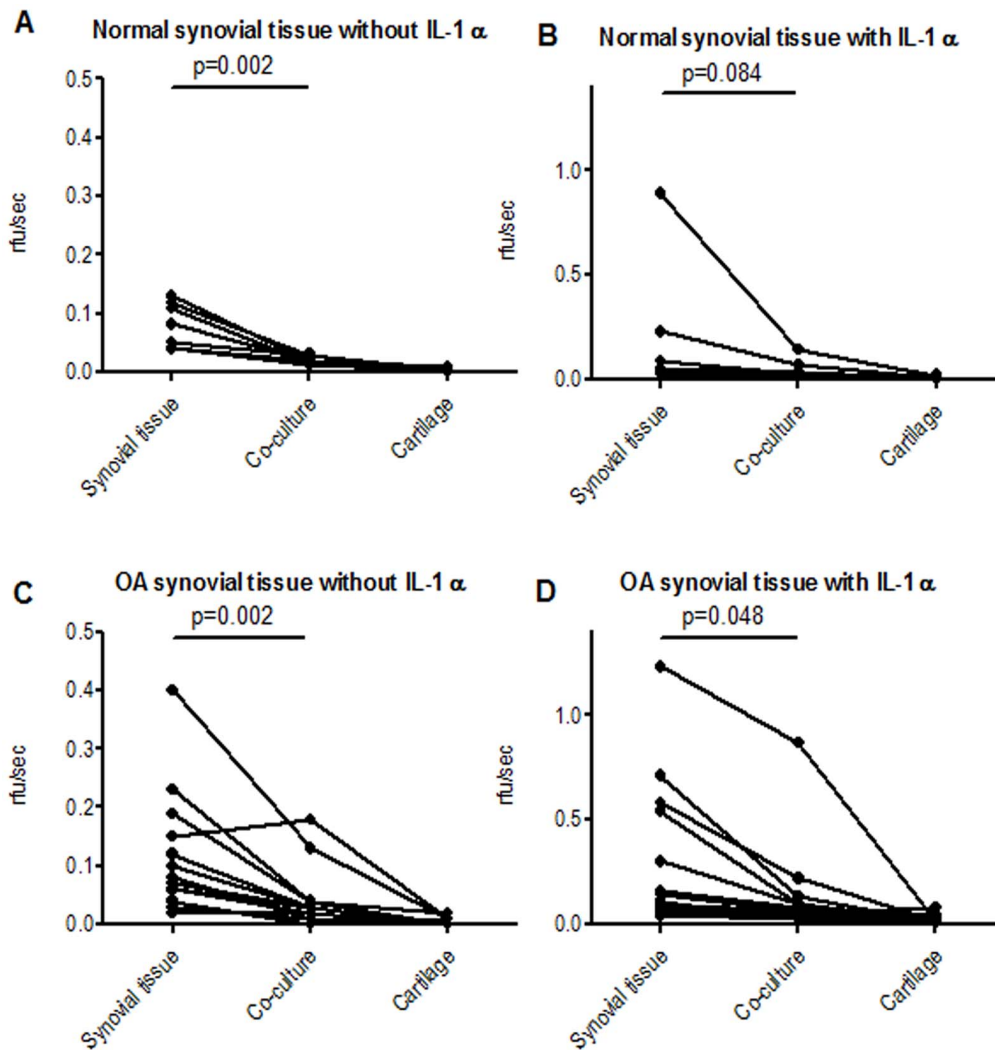 A
Normal synovial tissue without IL-1 α
p=0.002
0.5
0.4
0.3
0.2
0.1
0.0
rfu/sec
Synovial tissue
Co-culture
Cartilage
B
Normal synovial tissue with IL-1 α
p=0.084
1.0
0.5
0.0
rfu/sec
Synovial tissue
Co-culture
Cartilage
C
OA synovial tissue without IL-1 α
p=0.002
0.5
0.4
0.3
0.2
0.1
0.0
rfu/sec
Synovial tissue
Co-culture
Cartilage
D
OA synovial tissue with IL-1 α
p=0.048
1.0
0.5
0.0
rfu/sec
Synovial tissue
Co-culture
Cartilage